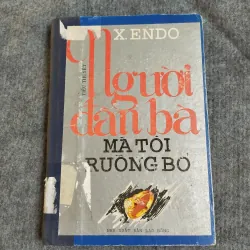 X. ENDO
Người
đàn bà
MÀ TÔI
RUỒNG BỎ